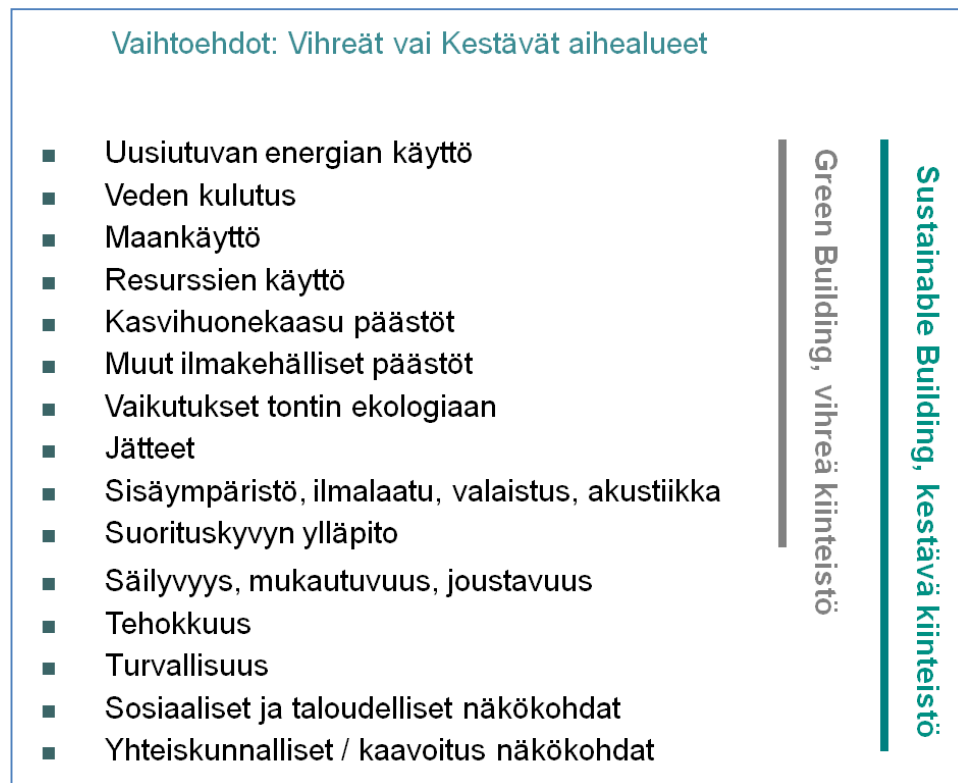 Vaihtoehdot: Vihreät vai Kestävät aihealueet
Uusiutuvan energian käyttö
Veden kulutus
Maankäyttö
Resurssien käyttö
Kasvihuonekaasu päästöt
Muut ilmakehälliset päästöt
Vaikutukset tontin ekologiaan
Jätteet
Sisäympäristö, ilmalaatu, valaistus, akustiikka
Suorituskyvyn ylläpito
Säilyvyys, mukautuvuus, joustavuus
Tehokkuus
Turvallisuus
Sosiaaliset ja taloudelliset näkökohdat
Yhteiskunnalliset / kaavoitus näkökohdat
Green Building, vihreä kiinteistö
Sustainable Building, kestävä kiinteistö